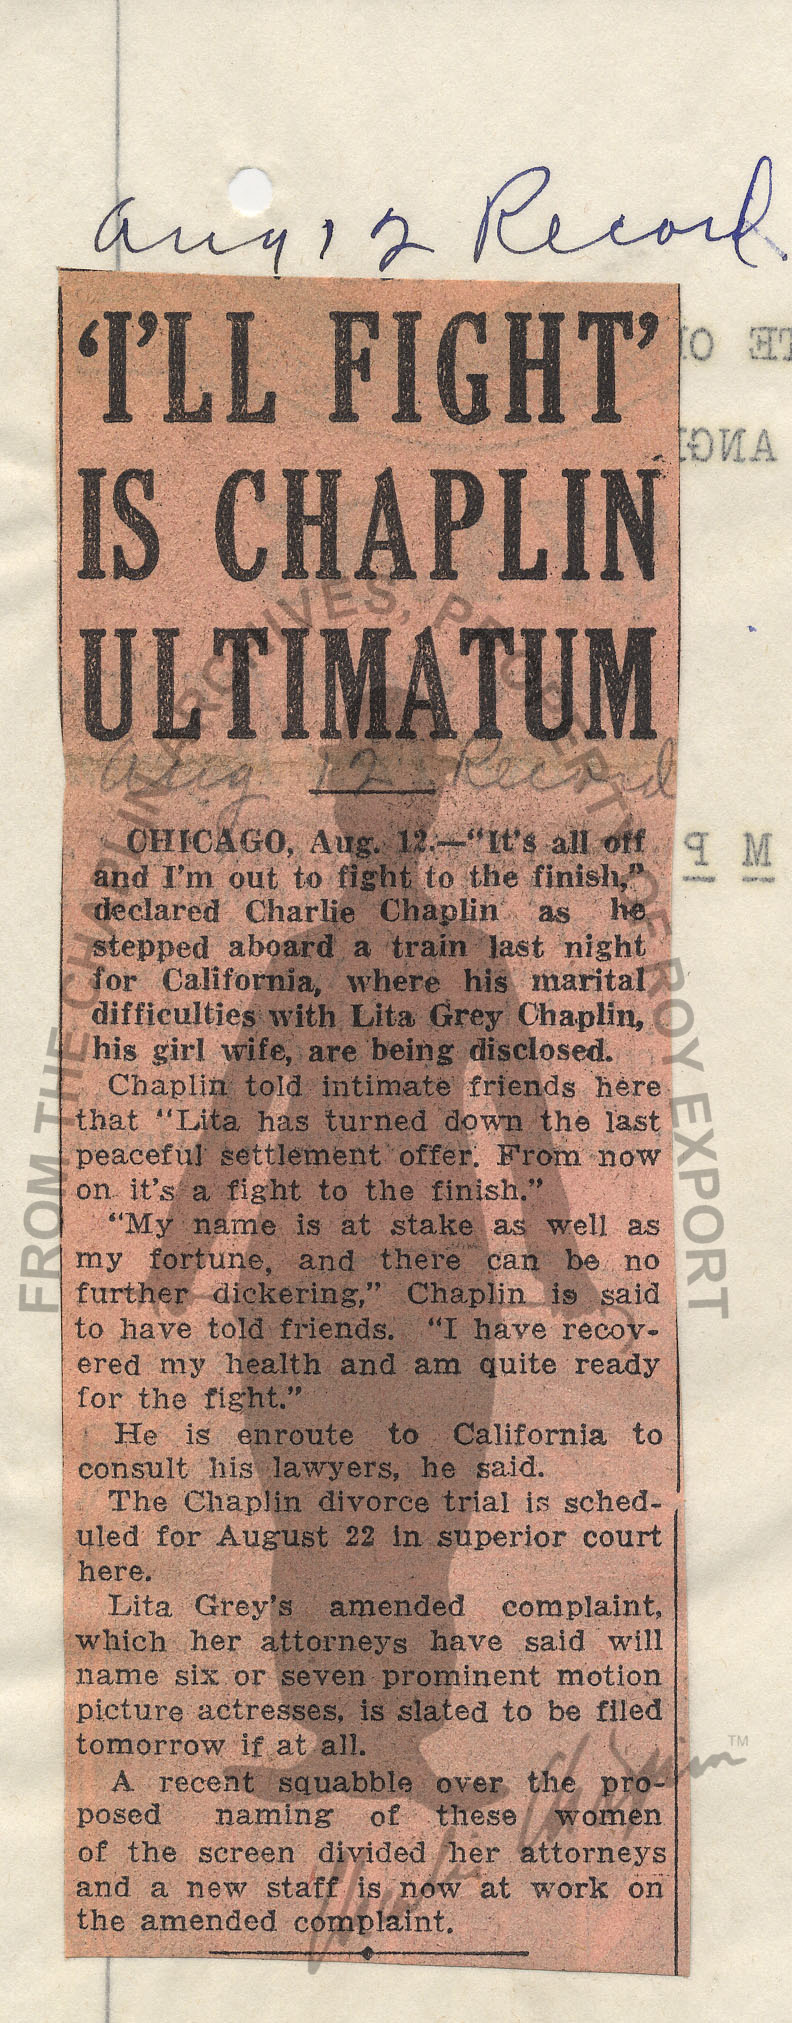 Aug 12 Record
'I'LL FIGHT'
IS CHAPLIN
ULTIMATUM
Aug 12 Record
CHICAGO, Aug. 12.—"It's all off
and I'm out to fight to the finish,"
declared Charlie Chaplin as he
stepped aboard a train last night
for California, where his marital
difficulties with Lita Grey Chaplin,
his girl wife, are being disclosed.
Chaplin told intimate friends here
that "Lita has turned down the last
peaceful settlement offer. From now
on it's a fight to the finish."
"My name is at stake as well as
my fortune, and there can be no
further dickering," Chaplin is said
to have told friends. "I have recov-
ered my health and am quite ready
for the fight."
He is enroute to California to
consult his lawyers, he said.
The Chaplin divorce trial is sched-
uled for August 22 in superior court
here.
Lita Grey's amended complaint,
which her attorneys have said will
name six or seven prominent motion
picture actresses, is slated to be filed
tomorrow if at all.
A recent squabble over the pro-
posed naming of these women
of the screen divided her attorneys
and a new staff is now at work on
the amended complaint.
FROM THE CHAPLIN ARCHIVES, PROPERTY OF ROY EXPORT
Charlie Chaplin ™